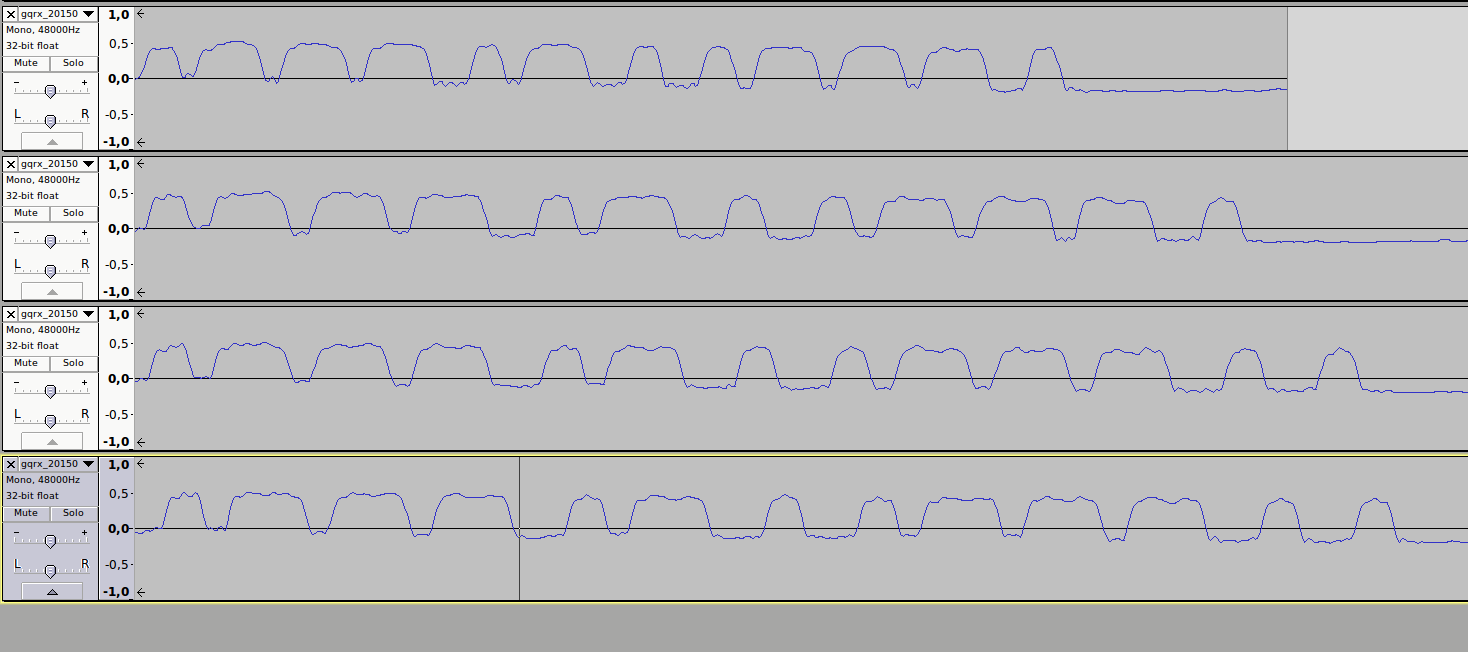 gqrx_20150
Mono, 48000Hz
32-bit float
Mute Solo
- +
L R
1,0
0,5
0,0
-0,5
-1,0
gqrx_20150
Mono, 48000Hz
32-bit float
Mute Solo
- +
L R
1,0
0,5
0,0
-0,5
-1,0
gqrx_20150
Mono, 48000Hz
32-bit float
Mute Solo
- +
L R
1,0
0,5
0,0
-0,5
-1,0
gqrx_20150
Mono, 48000Hz
32-bit float
Mute Solo
- +
L R
1,0
0,5
0,0
-0,5
-1,0